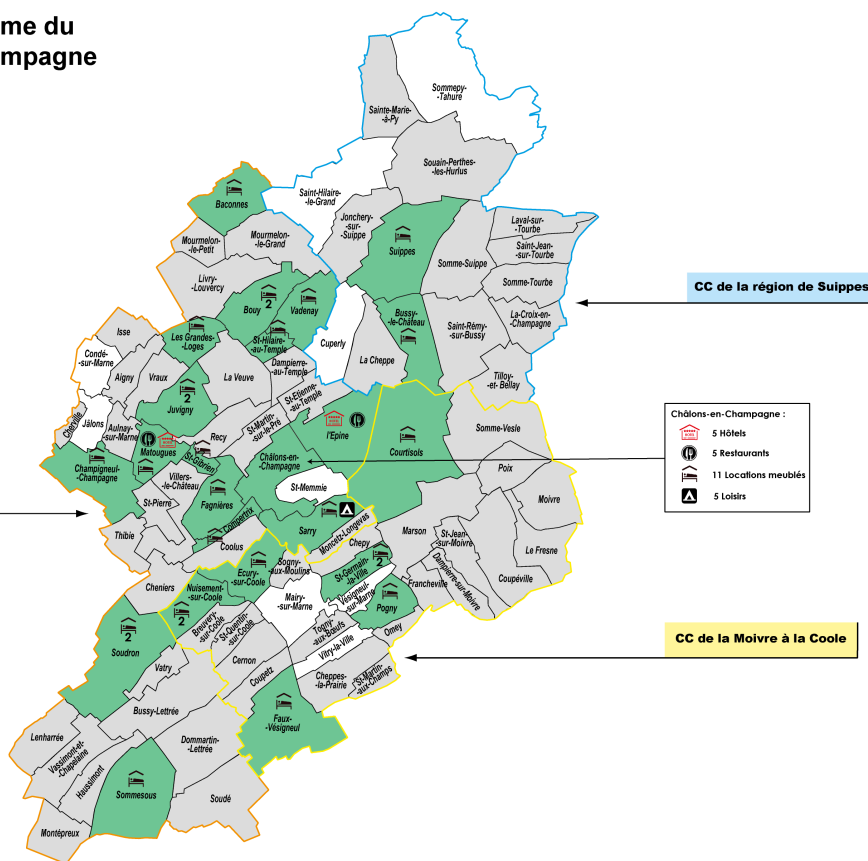 me du
mpagne
Sommepy-
-Tahure
Sainte-Marie-
-à-Py
Souain-Perthes-
-les-Hurlus
Saint-Hilaire-
-le-Grand
Baconnes
Jonchery-
-sur-
-Suippe
Laval-sur-
-Tourbe
Mourmelon-
-le-Petit
Mourmelon-
-le-Grand
Suippes
Saint-Jean-
-sur-Tourbe
Somme-Suippe
Somme-Tourbe
Livry-
-Louvercy
CC de la région de Suippes
Bouy
2
Vadenay
Bussy-
-le-Château
La-Croix-en-
-Champagne
Saint-Rémy-
-sur-Bussy
Isse
Les Grandes-
-Loges
St-Hilaire-
-au-Temple
Cuperly
La Cheppe
Condé-
-sur-Marne
Aigny
Vraux
La Veuve
Dampierre-
-au-Temple
Tilloy-
-et- Bellay
2
Juvigny
St-Etienne-
-au-Temple
Cherville
Jâlons
Aulnay-
-sur-Marne
Recy
St-Martin-
-sur-le-Pré
l'Epine
Courtisols
Somme-Vesle
Châlons-en-Champagne :
5 Hôtels
5 Restaurants
11 Locations meublés
5 Loisirs
Matougues
St-Gibrien
Châlons-en-
-Champagne
Poix
Champigneul-
-Champagne
Villers-
-le-Château
St-Memmie
Moivre
St-Pierre
Fagnières
Compertrix
Sarry
Moncetz-Longevas
Thibie
Coolus
Chepy
Marson
St-Jean-
-sur-Moivre
Le Fresne
Cheniers
Ecury-
-sur-Coole
Sogny-
-aux-Moulins
St-Germain-
-la-Ville
2
Dampierre-sur-Moivre
Coupéville
Francheville
Nuisement-
-sur-Coole
Mairy-
-sur-Marne
Vésigneul-
-sur-Marne
Pogny
2
Breuvery-
-sur-Coole
St-Quentin-
-sur-Coole
Togny-
-aux-Bœufs
Omey
2
Soudron
Vitry-la-Ville
CC de la Moivre à la Coole
Vatry
Cernon
Coupetz
Cheppes-
-la-Prairie
St-Martin-
-aux-Champs
Bussy-Lettrée
Faux-
-Vésigneul
Lenharrée
Vassimont-et-
-Chapelaine
Dommartin-
-Lettrée
Haussimont
Sommesous
Soudé
Montépreux